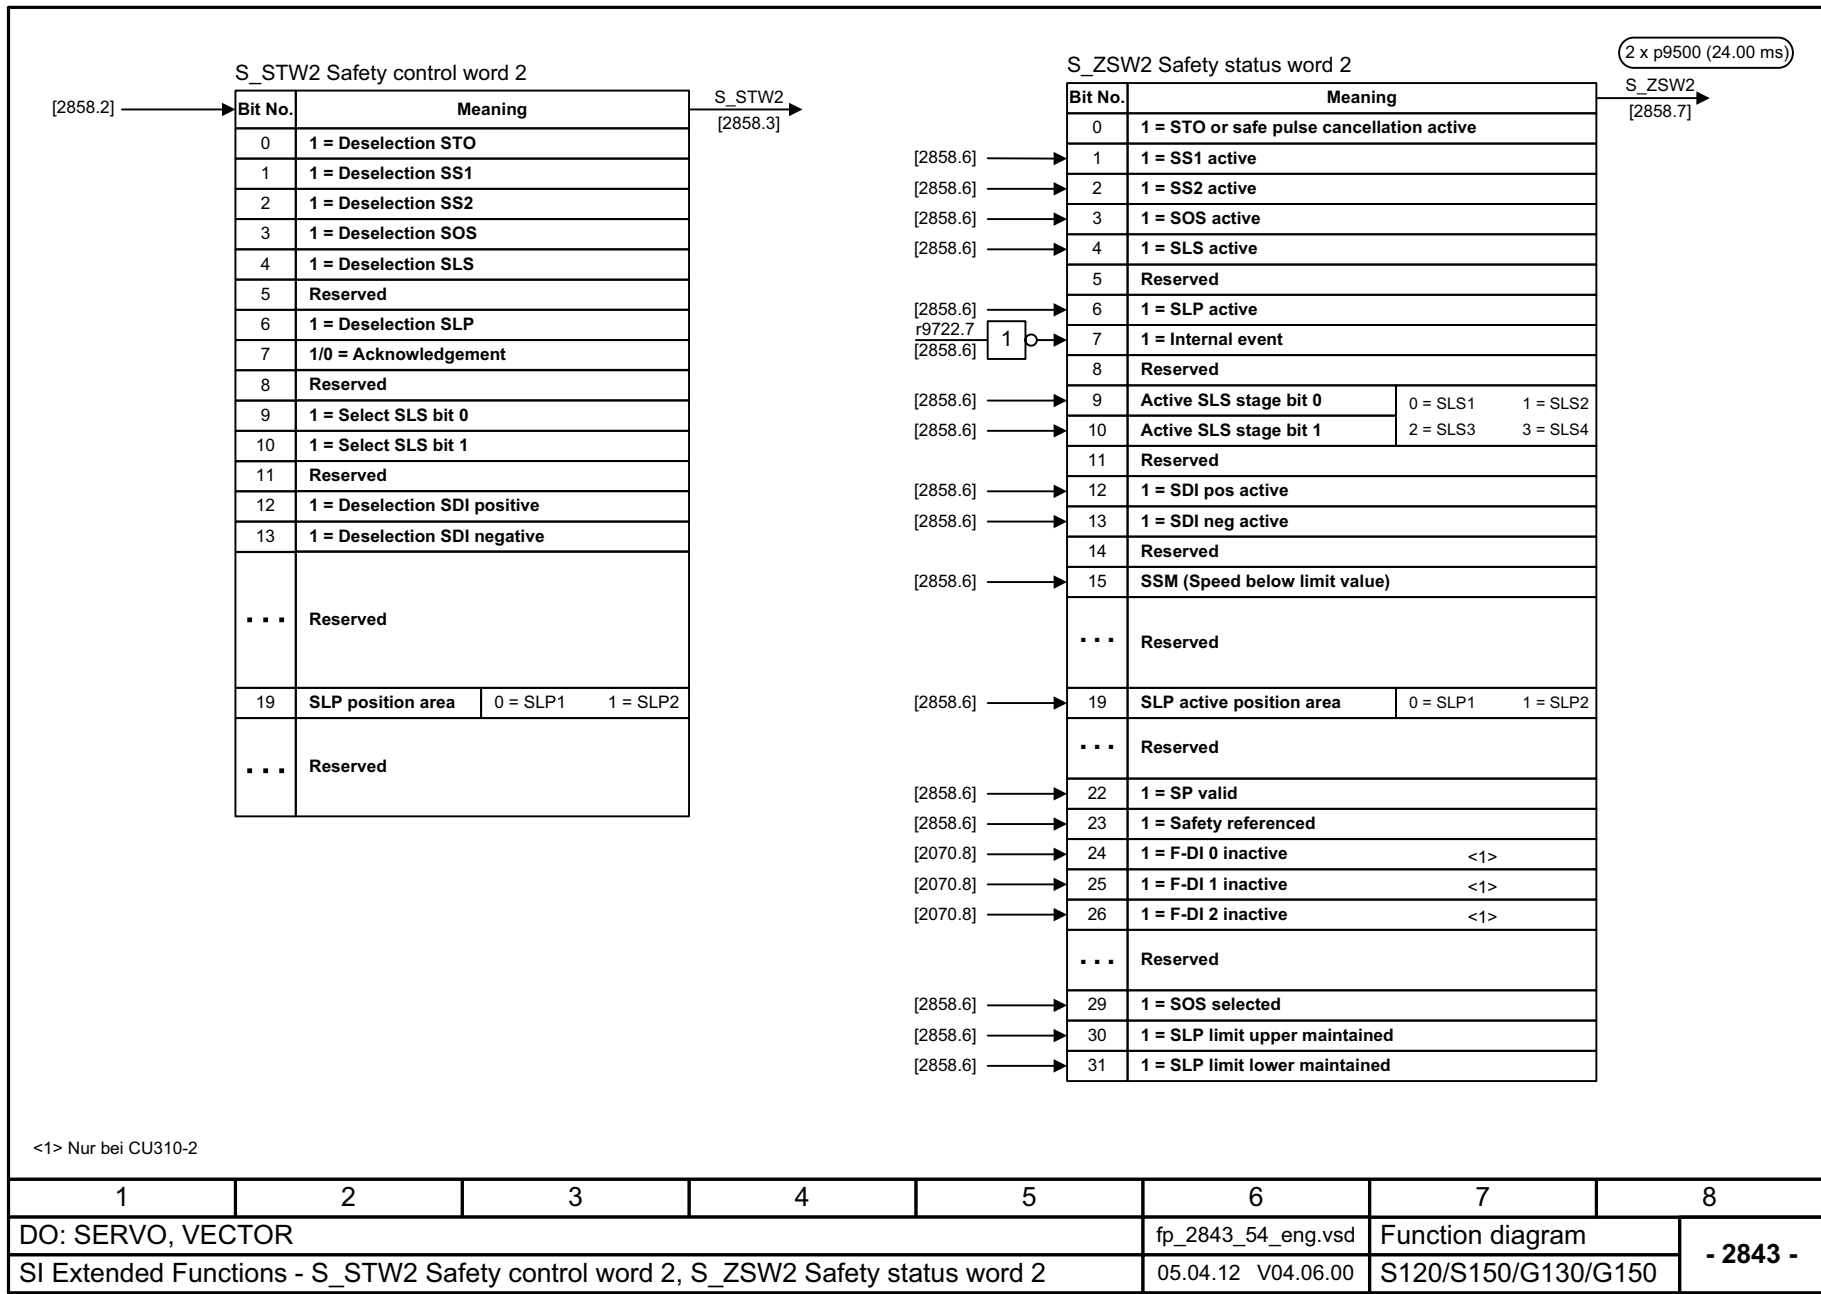 2 x p9500 (24.00 ms)
S_STW2 Safety control word 2
[2858.2]
Bit No. Meaning
S_STW2
[2858.3]
0 1 = Deselection STO
1 1 = Deselection SS1
2 1 = Deselection SS2
3 1 = Deselection SOS
4 1 = Deselection SLS
5 Reserved
6 1 = Deselection SLP
7 1/0 = Acknowledgement
8 Reserved
9 1 = Select SLS bit 0
10 1 = Select SLS bit 1
11 Reserved
12 1 = Deselection SDI positive
13 1 = Deselection SDI negative
... Reserved
19 SLP position area 0 = SLP1 1 = SLP2
... Reserved
S_ZSW2 Safety status word 2
Bit No. Meaning
S_ZSW2
[2858.7]
0 1 = STO or safe pulse cancellation active
[2858.6] 1 1 = SS1 active
[2858.6] 2 1 = SS2 active
[2858.6] 3 1 = SOS active
[2858.6] 4 1 = SLS active
5 Reserved
[2858.6] 6 1 = SLP active
r9722.7
[2858.6] 1 7 1 = Internal event
8 Reserved
[2858.6] 9 Active SLS stage bit 0 0 = SLS1 1 = SLS2
[2858.6] 10 Active SLS stage bit 1 2 = SLS3 3 = SLS4
11 Reserved
[2858.6] 12 1 = SDI pos active
[2858.6] 13 1 = SDI neg active
14 Reserved
[2858.6] 15 SSM (Speed below limit value)
... Reserved
[2858.6] 19 SLP active position area 0 = SLP1 1 = SLP2
... Reserved
[2858.6] 22 1 = SP valid
[2858.6] 23 1 = Safety referenced
[2070.8] 24 1 = F-DI 0 inactive <1>
[2070.8] 25 1 = F-DI 1 inactive <1>
[2070.8] 26 1 = F-DI 2 inactive <1>
... Reserved
[2858.6] 29 1 = SOS selected
[2858.6] 30 1 = SLP limit upper maintained
[2858.6] 31 1 = SLP limit lower maintained
<1> Nur bei CU310-2
1 2 3 4 5 6 7 8
DO: SERVO, VECTOR fp_2843_54_eng.vsd Function diagram
- 2843 -
SI Extended Functions - S_STW2 Safety control word 2, S_ZSW2 Safety status word 2 05.04.12 V04.06.00 S120/S150/G130/G150